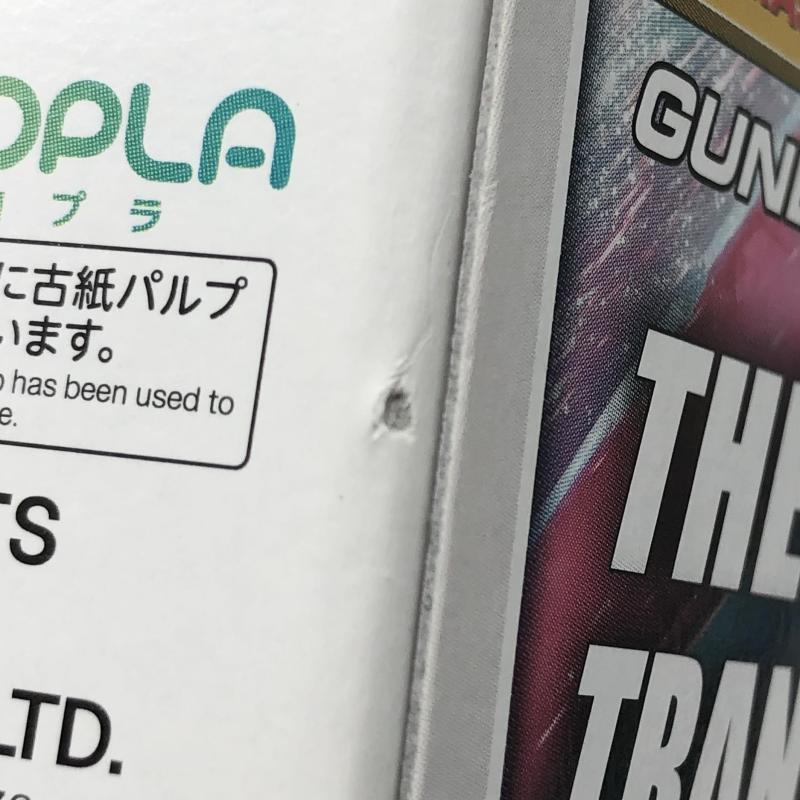 OPLA
プラ
に古紙パルプ
います。
has been used to
e.
TS
LTD.
GUN
THE
TRAN